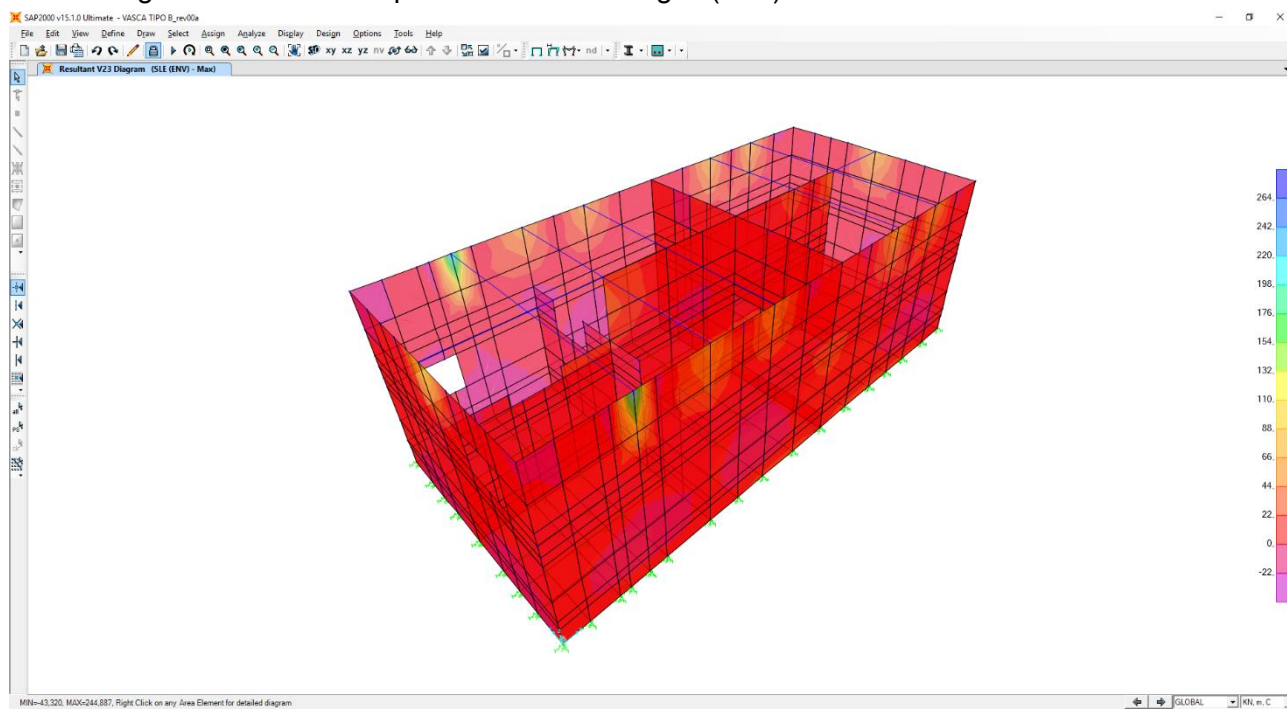 SAP2000 v15.1.0 Ultimate - VASCA TIPO B_rev00a
File Edit View Define Draw Select Assign Analyze Display Design Options Tools Help
xy xz yz nv nd
Resultant V23 Diagram (SLE (ENV) - Max)
264,
242,
220,
198,
176,
154,
132,
110,
88,
66,
44,
22,
0,
-22,
MIN=-43,320, MAX=244,887, Right Click on any Area Element for detailed diagram
GLOBAL
KN, m, C